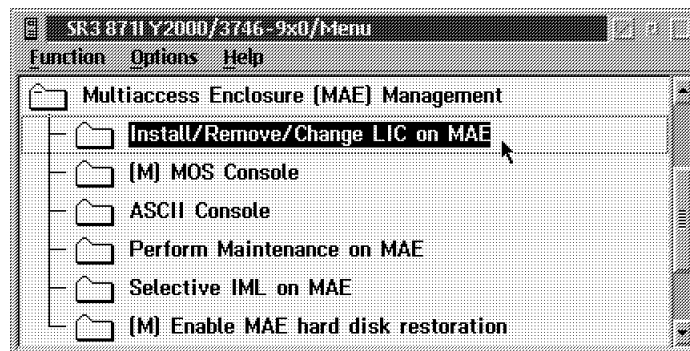 SR3 871I Y2000/3746-9x0/Menu
Function Options Help
Multiaccess Enclosure (MAE) Management
Install/Remove/Change LIC on MAE
(M) MOS Console
ASCII Console
Perform Maintenance on MAE
Selective IML on MAE
(M) Enable MAE hard disk restoration